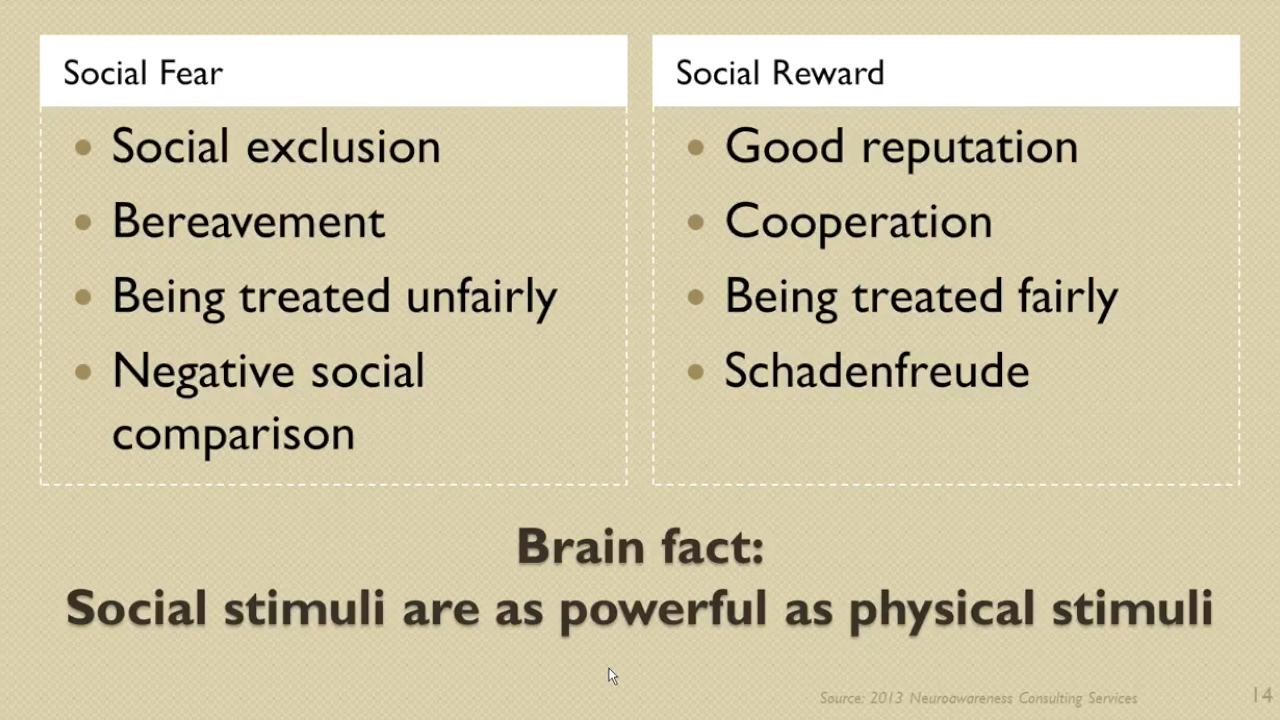 Social Fear
• Social exclusion
• Bereavement
• Being treated unfairly
• Negative social
comparison
Social Reward
• Good reputation
• Cooperation
• Being treated fairly
• Schadenfreude
Brain fact:
Social stimuli are as powerful as physical stimuli
Source: 2013 Neuroawareness Consulting Services
14